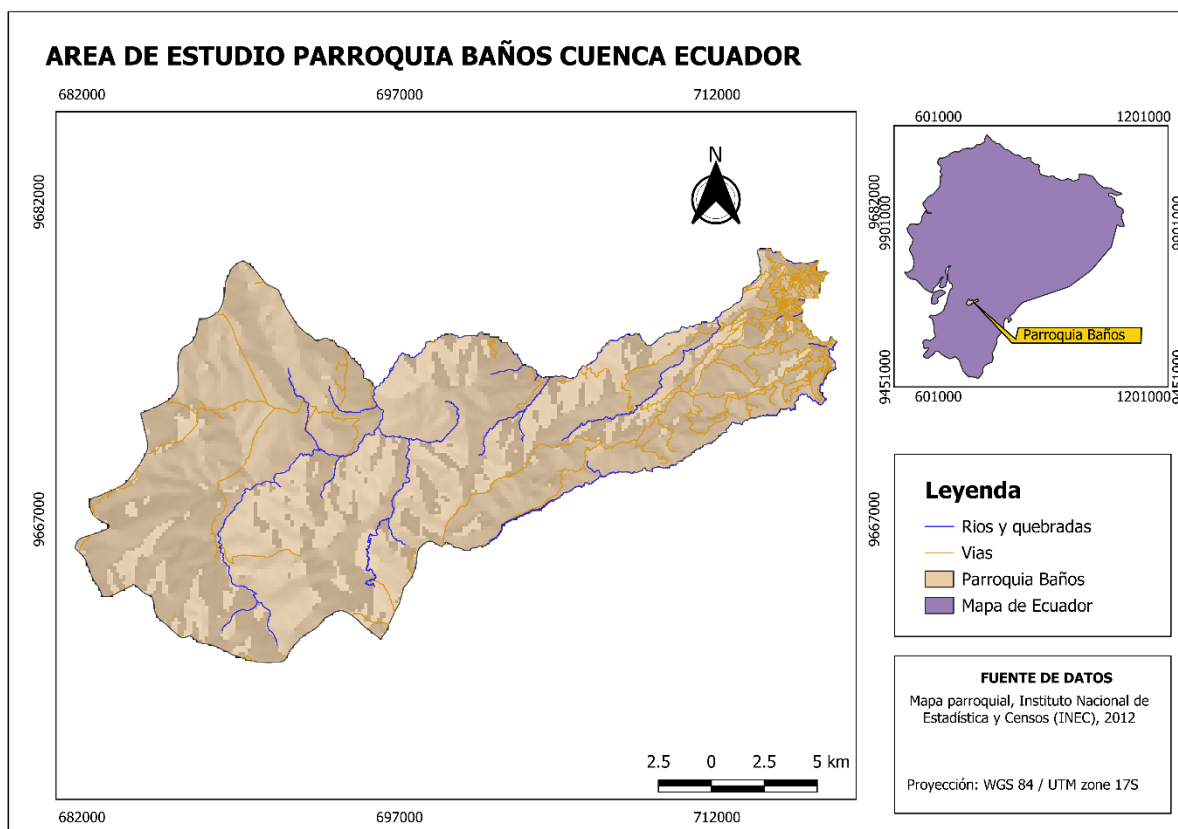 AREA DE ESTUDIO PARROQUIA BAÑOS CUENCA ECUADOR
682000 697000 712000
9682000 9682000
9667000 9667000
N
2.5 0 2.5 5 km
682000 697000 712000
601000 1201000
9901000 9901000
Parroquia Baños
9451000 9451000
601000 1201000
Leyenda
Rios y quebradas
Vias
Parroquia Baños
Mapa de Ecuador
FUENTE DE DATOS
Mapa parroquial, Instituto Nacional de
Estadística y Censos (INEC), 2012
Proyección: WGS 84 / UTM zone 17S